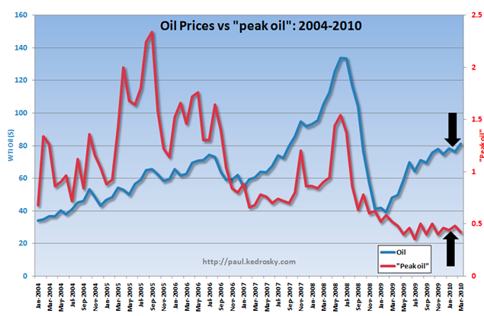 Oil Prices vs "peak oil": 2004-2010
160
140
120
100
80
60
40
20
0
WTI Oil ($)
2.5
2
1.5
1
0.5
0
"Peak oil"
http://paul.kedrosky.com
Oil
"Peak oil"
Jan-2004
Mar-2004
May-2004
Jul-2004
Sep-2004
Nov-2004
Jan-2005
Mar-2005
May-2005
Jul-2005
Sep-2005
Nov-2005
Jan-2006
Mar-2006
May-2006
Jul-2006
Sep-2006
Nov-2006
Jan-2007
Mar-2007
May-2007
Jul-2007
Sep-2007
Nov-2007
Jan-2008
Mar-2008
May-2008
Jul-2008
Sep-2008
Nov-2008
Jan-2009
Mar-2009
May-2009
Jul-2009
Sep-2009
Nov-2009
Jan-2010
Mar-2010